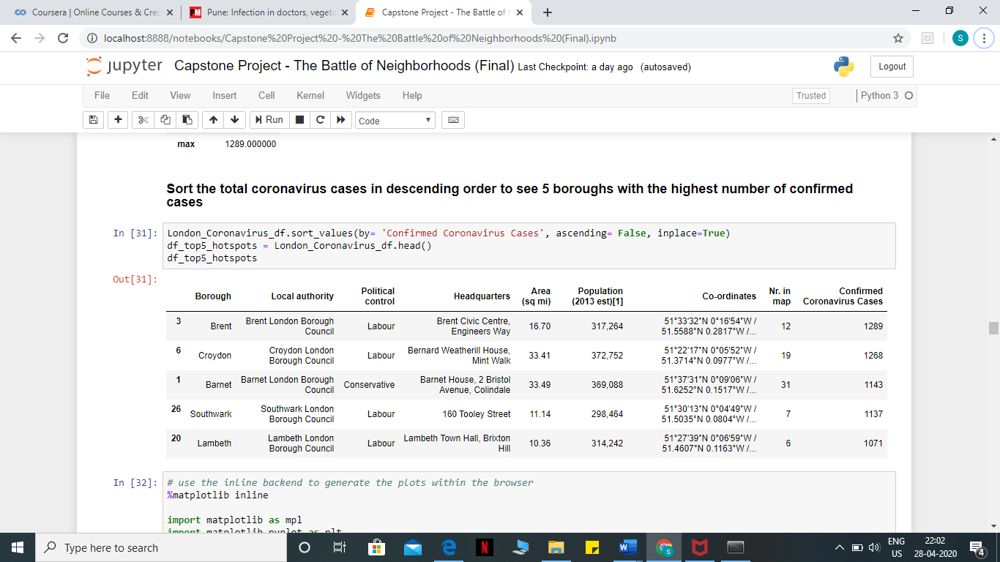 Coursera | Online Courses & Cre
Pune: Infection in doctors, vegeta
Capstone Project - The Battle of
localhost:8888/notebooks/Capstone%20Project%20-%20The%20Battle%20of%20Neighborhoods%20(Final).ipynb
S
jupyter Capstone Project - The Battle of Neighborhoods (Final) Last Checkpoint: a day ago (autosaved)
Logout
File Edit View Insert Cell Kernel Widgets Help
Trusted
Python 3
Run
Code
max 1289.000000
Sort the total coronavirus cases in descending order to see 5 boroughs with the highest number of confirmed
cases
In [31]: London_Coronavirus_df.sort_values(by= 'Confirmed Coronavirus Cases', ascending= False, inplace=True)
df_top5_hotspots = London_Coronavirus_df.head()
df_top5_hotspots
Out[31]:
Borough Local authority Political control Headquarters Area (sq mi) Population (2013 est)[1] Co-ordinates Nr. in map Confirmed Coronavirus Cases
3 Brent Brent London Borough Council Labour Brent Civic Centre, Engineers Way 16.70 317,264 51°33′32″N 0°16′54″W / 51.5588°N 0.2817°W /... 12 1289
6 Croydon Croydon London Borough Council Labour Bernard Weatherill House, Mint Walk 33.41 372,752 51°22′17″N 0°05′52″W / 51.3714°N 0.0977°W /... 19 1268
1 Barnet Barnet London Borough Council Conservative Barnet House, 2 Bristol Avenue, Colindale 33.49 369,088 51°37′31″N 0°09′06″W / 51.6252°N 0.1517°W /... 31 1143
26 Southwark Southwark London Borough Council Labour 160 Tooley Street 11.14 298,464 51°30′13″N 0°04′49″W / 51.5035°N 0.0804°W /... 7 1137
20 Lambeth Lambeth London Borough Council Labour Lambeth Town Hall, Brixton Hill 10.36 314,242 51°27′39″N 0°06′59″W / 51.4607°N 0.1163°W /... 6 1071
In [32]: # use the inline backend to generate the plots within the browser
%matplotlib inline
import matplotlib as mpl
import matplotlib.pyplot as plt
Type here to search
ENG
US
22:02
28-04-2020
4